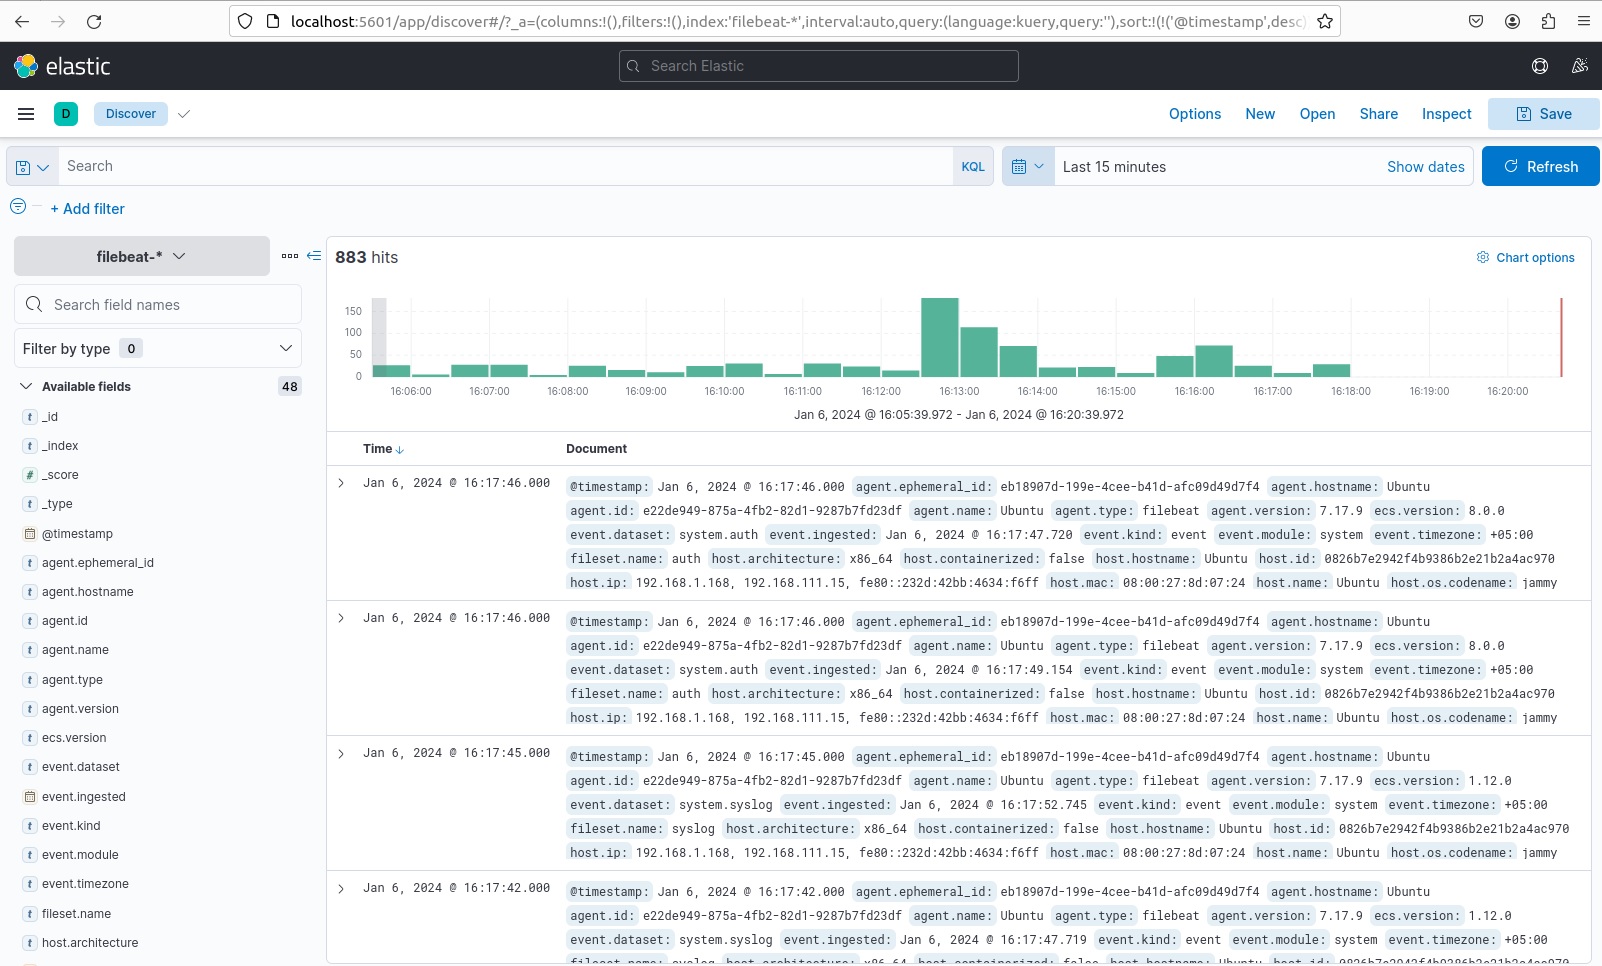 localhost:5601/app/discover#/?_a=(columns:!(),filters:!(),index:'filebeat-*',interval:auto,query:(language:kuery,query:''),sort:!(!('@timestamp',desc)
elastic
Search Elastic
D
Discover
Options New Open Share Inspect Save
Search
KQL
Last 15 minutes
Show dates
Refresh
+ Add filter
filebeat-*
Search field names
Filter by type 0
Available fields 48
t _id
t _index
# _score
t _type
@timestamp
t agent.ephemeral_id
t agent.hostname
t agent.id
t agent.name
t agent.type
t agent.version
t ecs.version
t event.dataset
event.ingested
t event.kind
t event.module
t event.timezone
t fileset.name
t host.architecture
883 hits
Chart options
150
100
50
0
16:06:00 16:07:00 16:08:00 16:09:00 16:10:00 16:11:00 16:12:00 16:13:00 16:14:00 16:15:00 16:16:00 16:17:00 16:18:00 16:19:00 16:20:00
Jan 6, 2024 @ 16:05:39.972 - Jan 6, 2024 @ 16:20:39.972
Time Document
Jan 6, 2024 @ 16:17:46.000 @timestamp: Jan 6, 2024 @ 16:17:46.000 agent.ephemeral_id: eb18907d-199e-4cee-b41d-afc09d49d7f4 agent.hostname: Ubuntu
agent.id: e22de949-875a-4fb2-82d1-9287b7fd23df agent.name: Ubuntu agent.type: filebeat agent.version: 7.17.9 ecs.version: 8.0.0
event.dataset: system.auth event.ingested: Jan 6, 2024 @ 16:17:47.720 event.kind: event event.module: system event.timezone: +05:00
fileset.name: auth host.architecture: x86_64 host.containerized: false host.hostname: Ubuntu host.id: 0826b7e2942f4b9386b2e21b2a4ac970
host.ip: 192.168.1.168, 192.168.111.15, fe80::232d:42bb:4634:f6ff host.mac: 08:00:27:8d:07:24 host.name: Ubuntu host.os.codename: jammy
Jan 6, 2024 @ 16:17:46.000 @timestamp: Jan 6, 2024 @ 16:17:46.000 agent.ephemeral_id: eb18907d-199e-4cee-b41d-afc09d49d7f4 agent.hostname: Ubuntu
agent.id: e22de949-875a-4fb2-82d1-9287b7fd23df agent.name: Ubuntu agent.type: filebeat agent.version: 7.17.9 ecs.version: 8.0.0
event.dataset: system.auth event.ingested: Jan 6, 2024 @ 16:17:49.154 event.kind: event event.module: system event.timezone: +05:00
fileset.name: auth host.architecture: x86_64 host.containerized: false host.hostname: Ubuntu host.id: 0826b7e2942f4b9386b2e21b2a4ac970
host.ip: 192.168.1.168, 192.168.111.15, fe80::232d:42bb:4634:f6ff host.mac: 08:00:27:8d:07:24 host.name: Ubuntu host.os.codename: jammy
Jan 6, 2024 @ 16:17:45.000 @timestamp: Jan 6, 2024 @ 16:17:45.000 agent.ephemeral_id: eb18907d-199e-4cee-b41d-afc09d49d7f4 agent.hostname: Ubuntu
agent.id: e22de949-875a-4fb2-82d1-9287b7fd23df agent.name: Ubuntu agent.type: filebeat agent.version: 7.17.9 ecs.version: 1.12.0
event.dataset: system.syslog event.ingested: Jan 6, 2024 @ 16:17:52.745 event.kind: event event.module: system event.timezone: +05:00
fileset.name: syslog host.architecture: x86_64 host.containerized: false host.hostname: Ubuntu host.id: 0826b7e2942f4b9386b2e21b2a4ac970
host.ip: 192.168.1.168, 192.168.111.15, fe80::232d:42bb:4634:f6ff host.mac: 08:00:27:8d:07:24 host.name: Ubuntu host.os.codename: jammy
Jan 6, 2024 @ 16:17:42.000 @timestamp: Jan 6, 2024 @ 16:17:42.000 agent.ephemeral_id: eb18907d-199e-4cee-b41d-afc09d49d7f4 agent.hostname: Ubuntu
agent.id: e22de949-875a-4fb2-82d1-9287b7fd23df agent.name: Ubuntu agent.type: filebeat agent.version: 7.17.9 ecs.version: 1.12.0
event.dataset: system.syslog event.ingested: Jan 6, 2024 @ 16:17:47.719 event.kind: event event.module: system event.timezone: +05:00